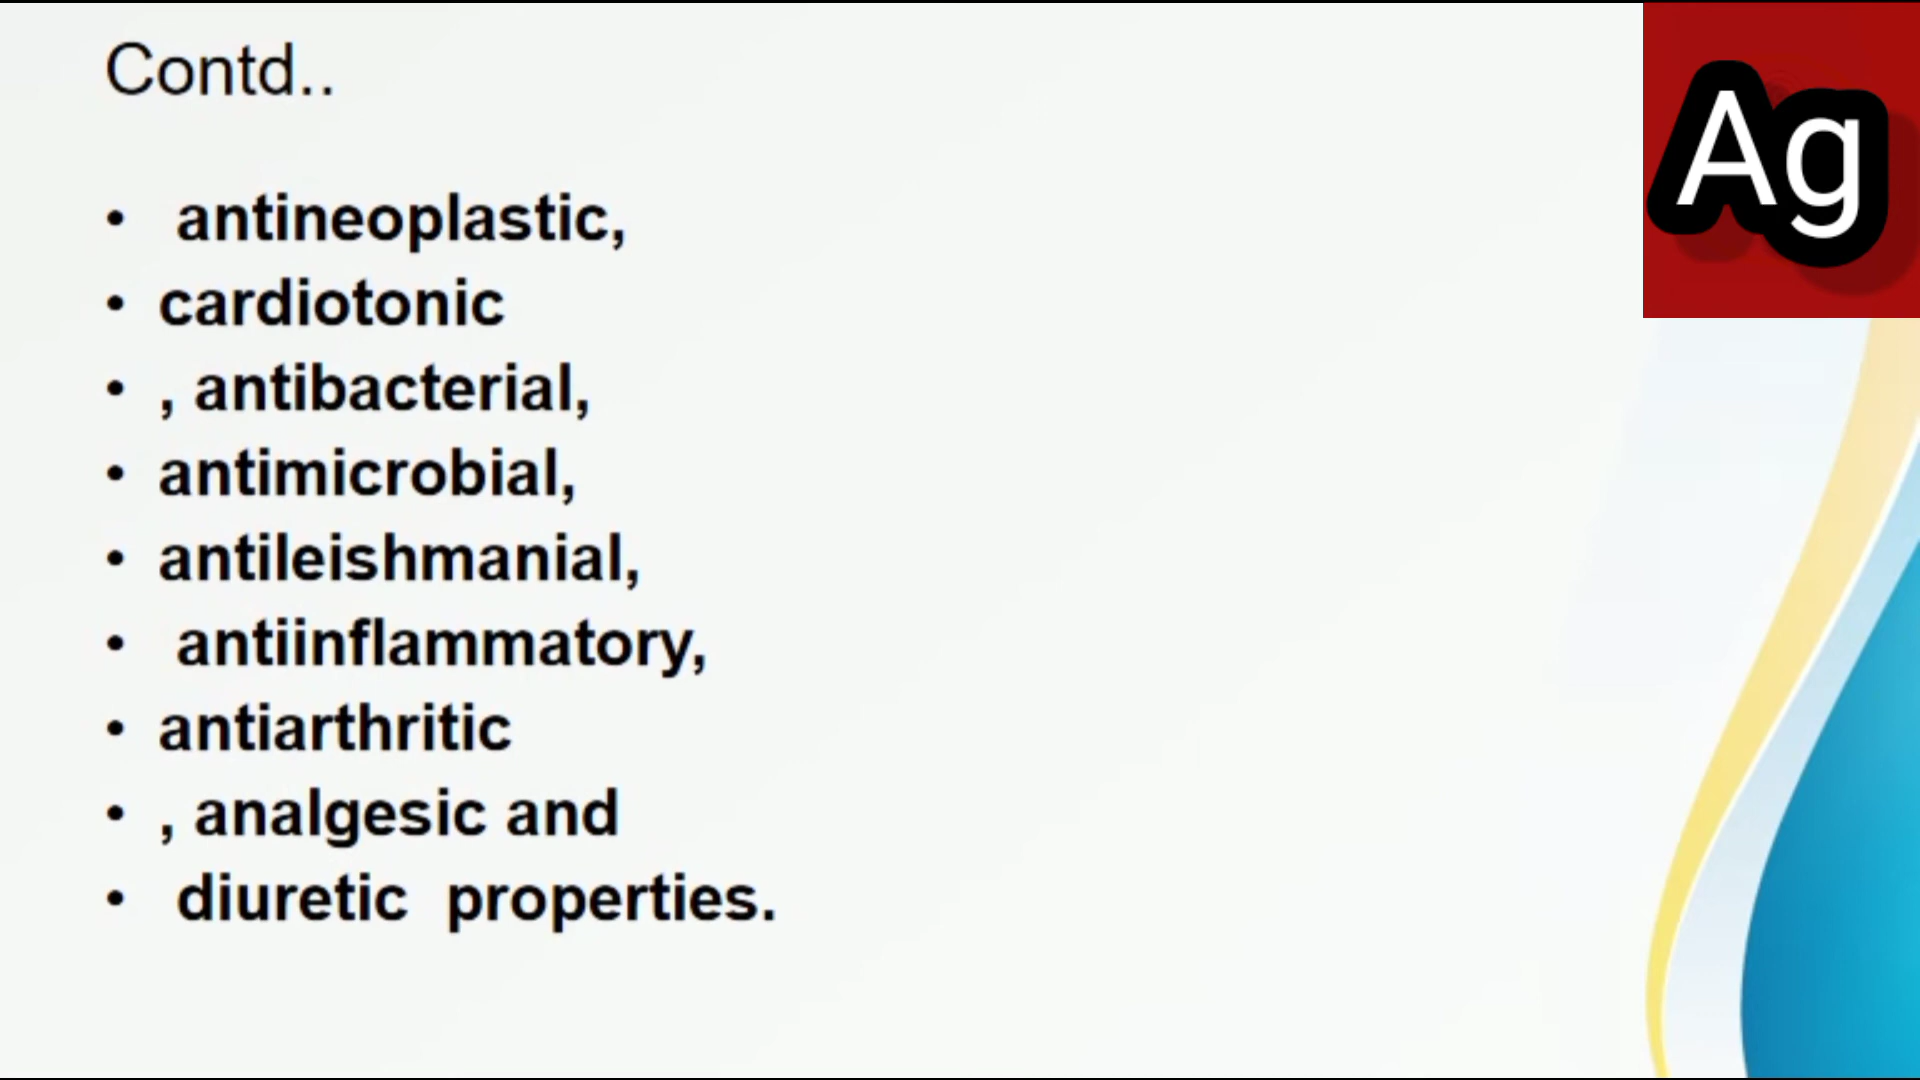 Contd..
Ag
• antineoplastic,
• cardiotonic
• , antibacterial,
• antimicrobial,
• antileishmanial,
• antiinflammatory,
• antiarthritic
• , analgesic and
• diuretic properties.